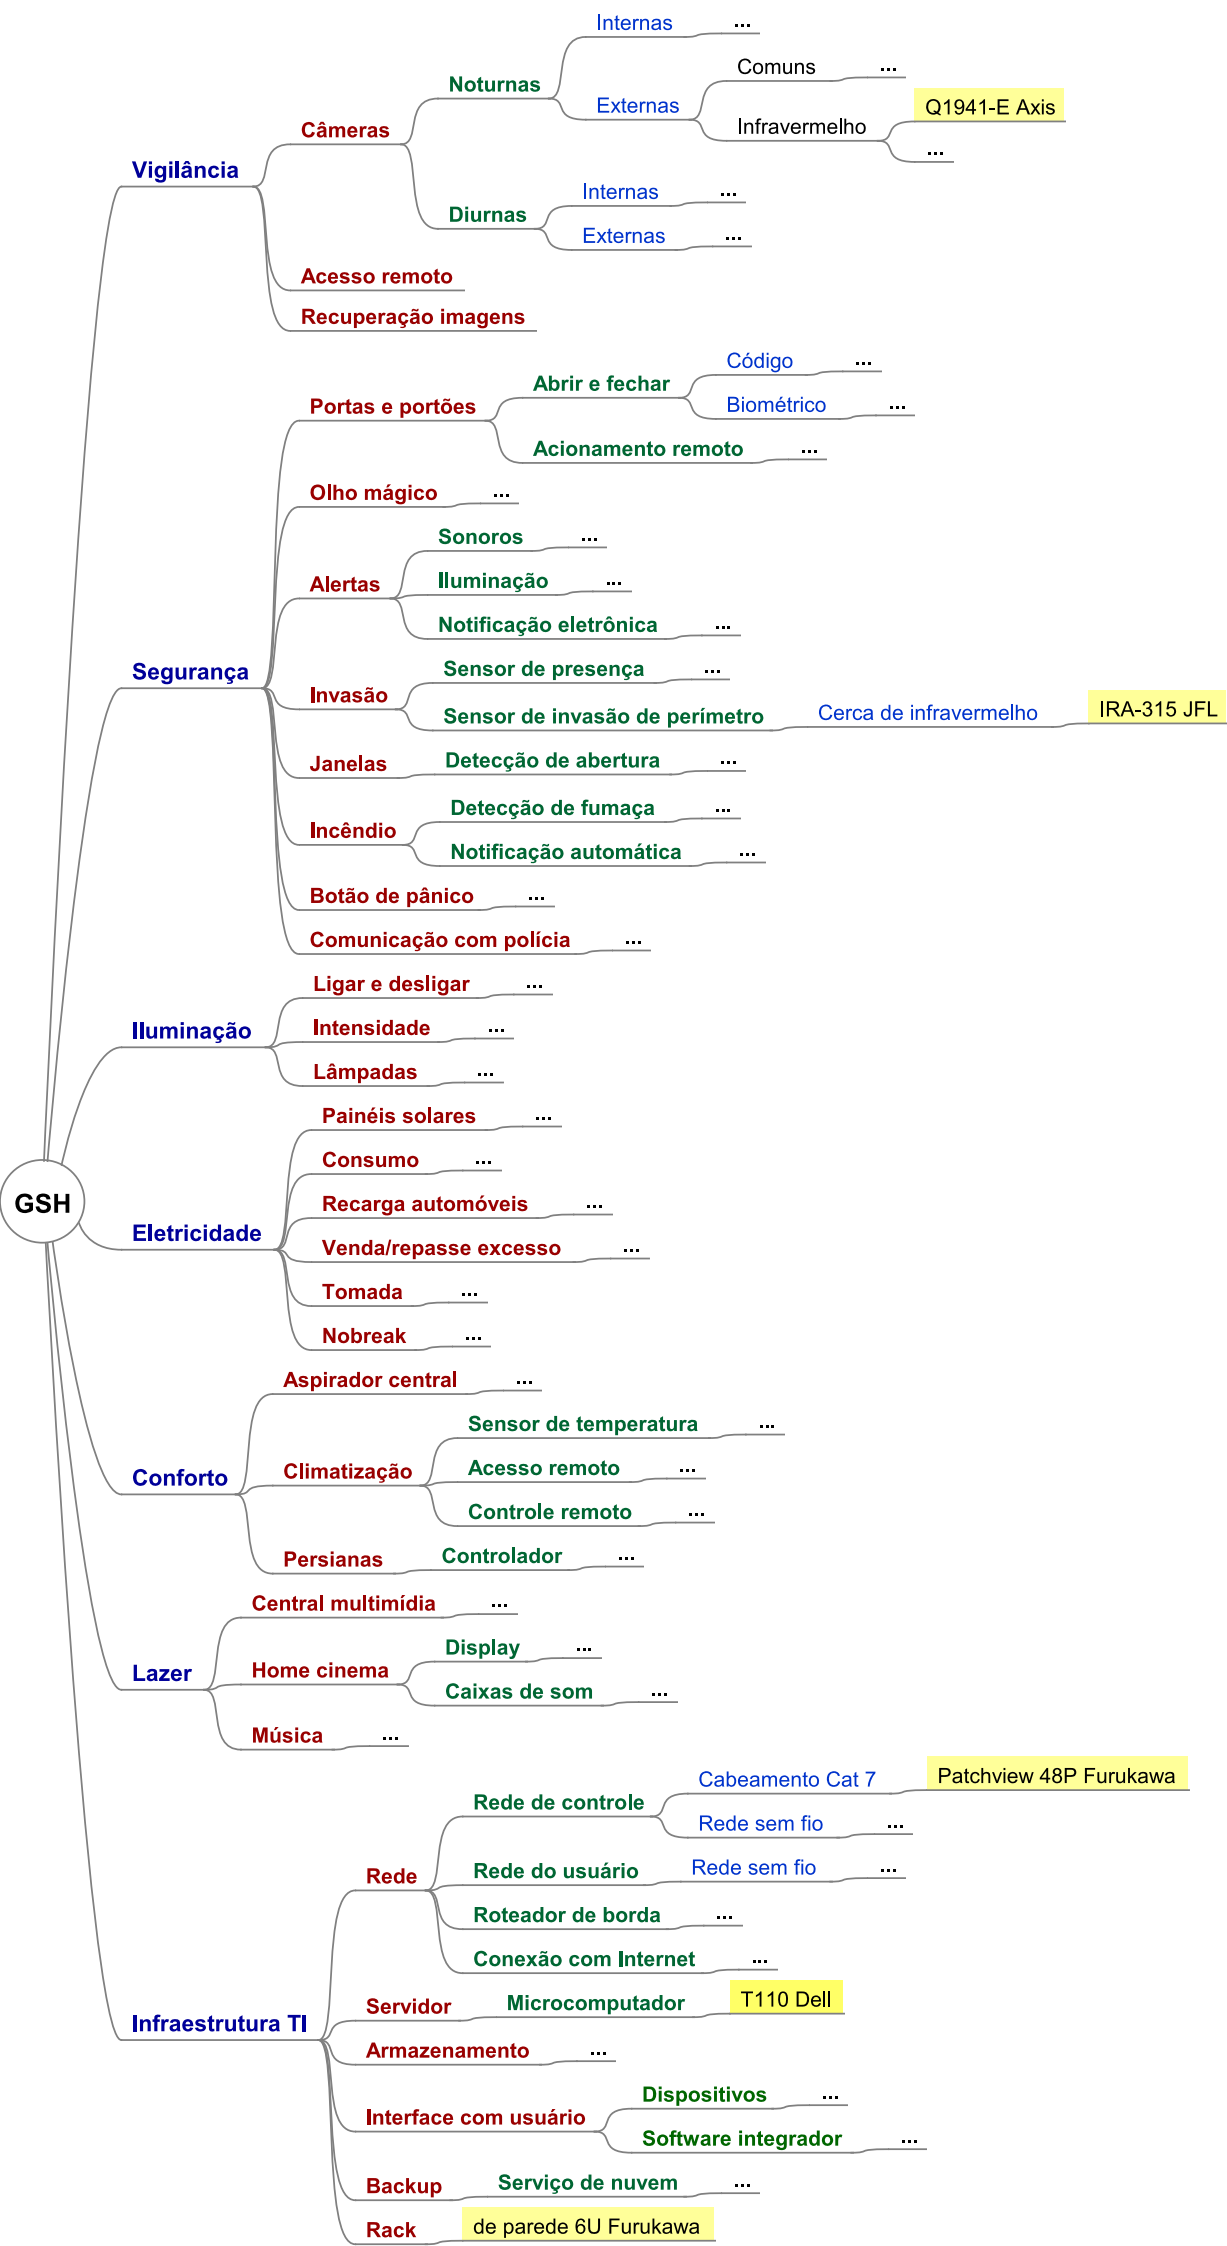 Internas ...
Comuns ...
Noturnas
Externas
Q1941-E Axis
Câmeras
Infravermelho
...
Vigilância
Internas ...
Diurnas
Externas ...
Acesso remoto
Recuperação imagens
Código ...
Abrir e fechar
Portas e portões
Biométrico ...
Acionamento remoto ...
Olho mágico ...
Sonoros ...
Alertas
Iluminação ...
Notificação eletrônica ...
Segurança
Sensor de presença ...
Invasão
Sensor de invasão de perímetro
Cerca de infravermelho
IRA-315 JFL
Janelas
Detecção de abertura ...
Detecção de fumaça ...
Incêndio
Notificação automática ...
Botão de pânico ...
Comunicação com polícia ...
Ligar e desligar ...
Iluminação
Intensidade ...
Lâmpadas ...
Painéis solares ...
Consumo ...
GSH
Recarga automóveis ...
Eletricidade
Venda/repasse excesso ...
Tomada ...
Nobreak ...
Aspirador central ...
Sensor de temperatura ...
Conforto
Climatização
Acesso remoto ...
Controle remoto ...
Persianas
Controlador ...
Central multimídia ...
Display ...
Lazer
Home cinema
Caixas de som ...
Música ...
Cabeamento Cat 7
Patchview 48P Furukawa
Rede de controle
Rede sem fio ...
Rede
Rede do usuário
Rede sem fio ...
Roteador de borda ...
Conexão com Internet ...
Infraestrutura TI
Servidor
Microcomputador
T110 Dell
Armazenamento ...
Dispositivos ...
Interface com usuário
Software integrador ...
Backup
Serviço de nuvem ...
Rack
de parede 6U Furukawa